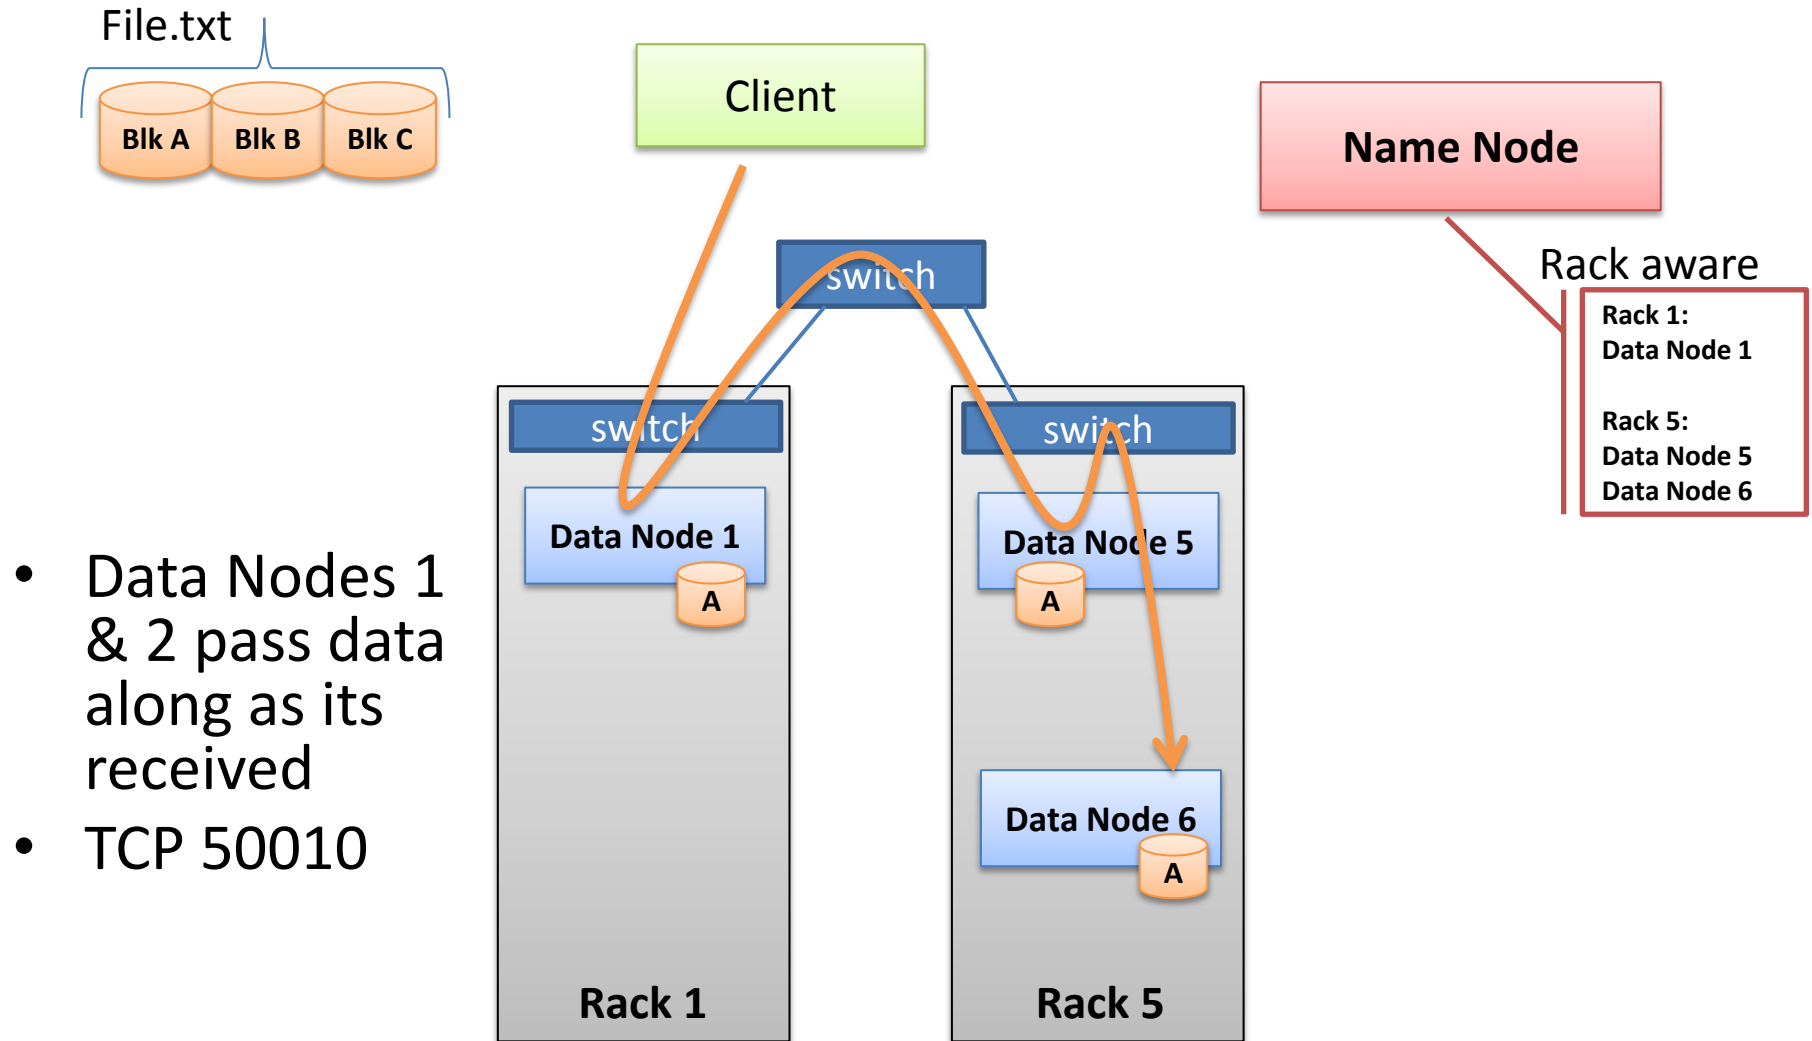 File.txt
Blk A
Blk B
Blk C
Client
Name Node
switch
Rack aware
Rack 1:
Data Node 1
Rack 5:
Data Node 5
Data Node 6
switch
Data Node 1
A
Rack 1
switch
Data Node 5
A
Data Node 6
A
Rack 5
• Data Nodes 1
& 2 pass data
along as its
received
• TCP 50010